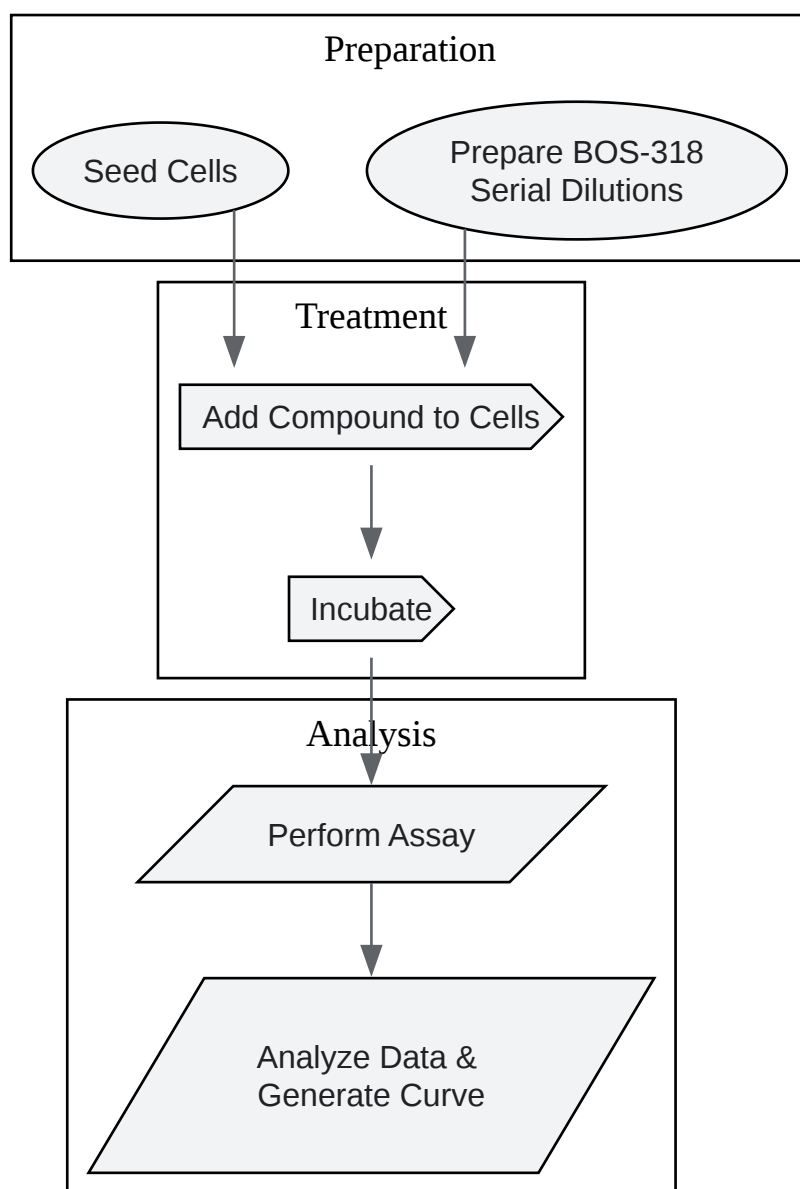 Preparation
Seed Cells
Prepare BOS-318
Serial Dilutions
Treatment
Add Compound to Cells
Incubate
Analysis
Perform Assay
Analyze Data &
Generate Curve